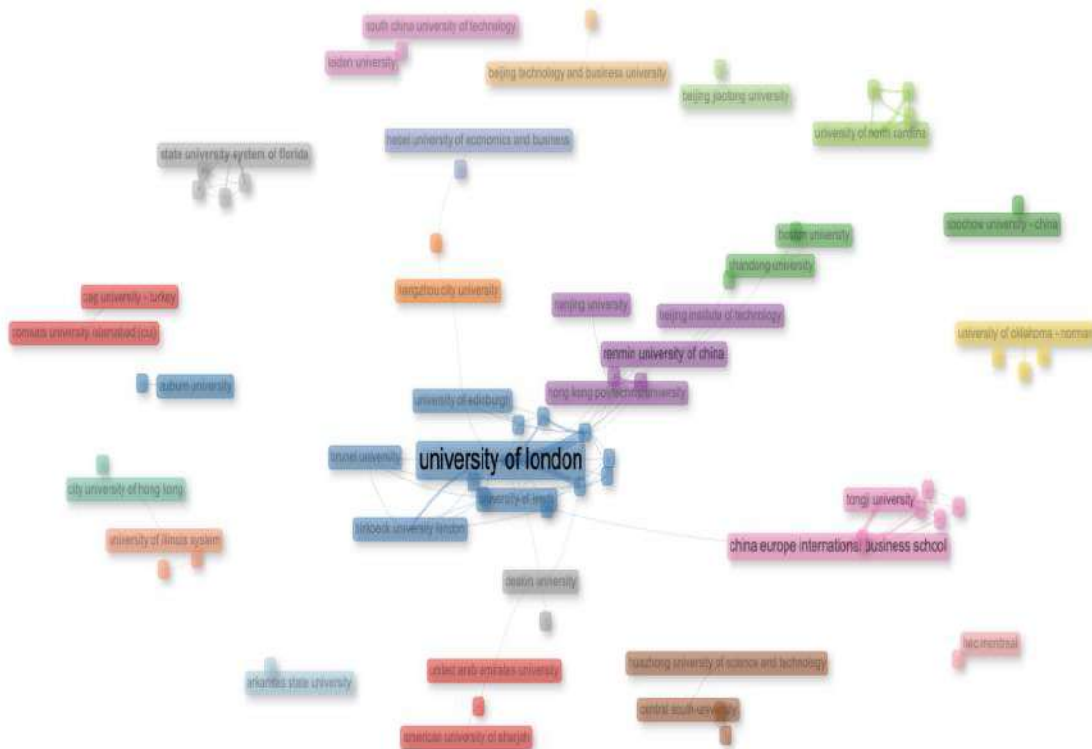 south china university of technology
leiden university
beijing technology and business university
beijing jiaotong university
university of north carolina
hebei university of economics and business
state university system of florida
soochow university - china
boston university
shandong university
cag university - turkey
hangzhou city university
nanjing university
beijing institute of technology
comsats university islamabad (cui)
university of oklahoma - norman
renmin university of china
auburn university
hong kong polytechnic university
university of edinburgh
university of london
brunel university
city university of hong kong
university of leeds
tongji university
birkbeck university london
university of illinois system
china europe international business school
deakin university
hec montreal
united arab emirates university
huazhong university of science and technology
arkansas state university
central south university
american university of sharjah